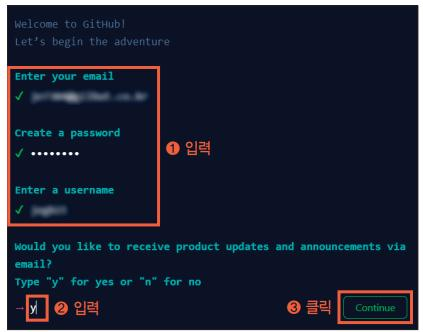 Welcome to GitHub!
Let's begin the adventure
Enter your email
✓
Create a password
✓ ••••••••
❶ 입력
Enter a username
✓
Would you like to receive product updates and announcements via
email?
Type "y" for yes or "n" for no
→ y ❷ 입력 ❸ 클릭 Continue